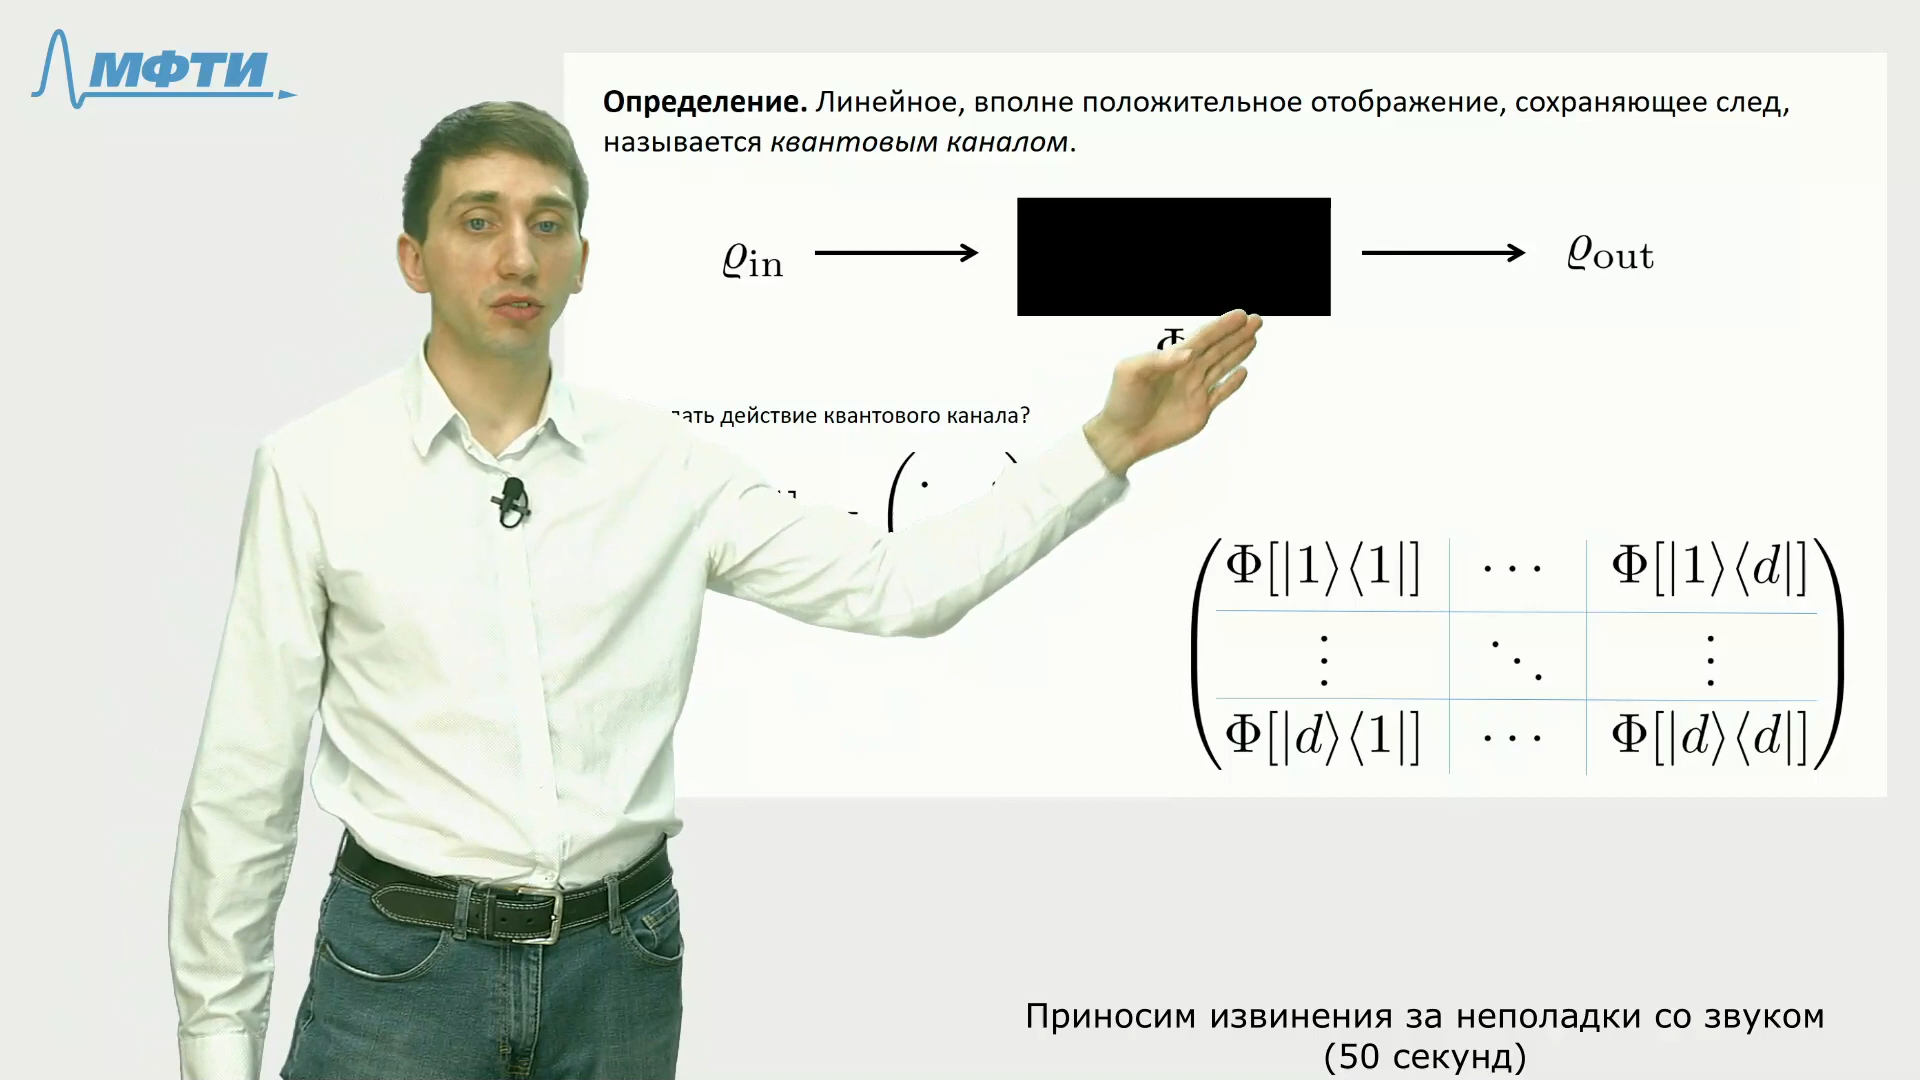 МФТИ
Определение. Линейное, вполне положительное отображение, сохраняющее след,
называется квантовым каналом.
ϱin ⟶ ⟶ ϱout
Φ
действие квантового канала?
Φ[|1⟩⟨1|] ⋯ Φ[|1⟩⟨d|]
⋮ ⋱ ⋮
Φ[|d⟩⟨1|] ⋯ Φ[|d⟩⟨d|]
Приносим извинения за неполадки со звуком
(50 секунд)